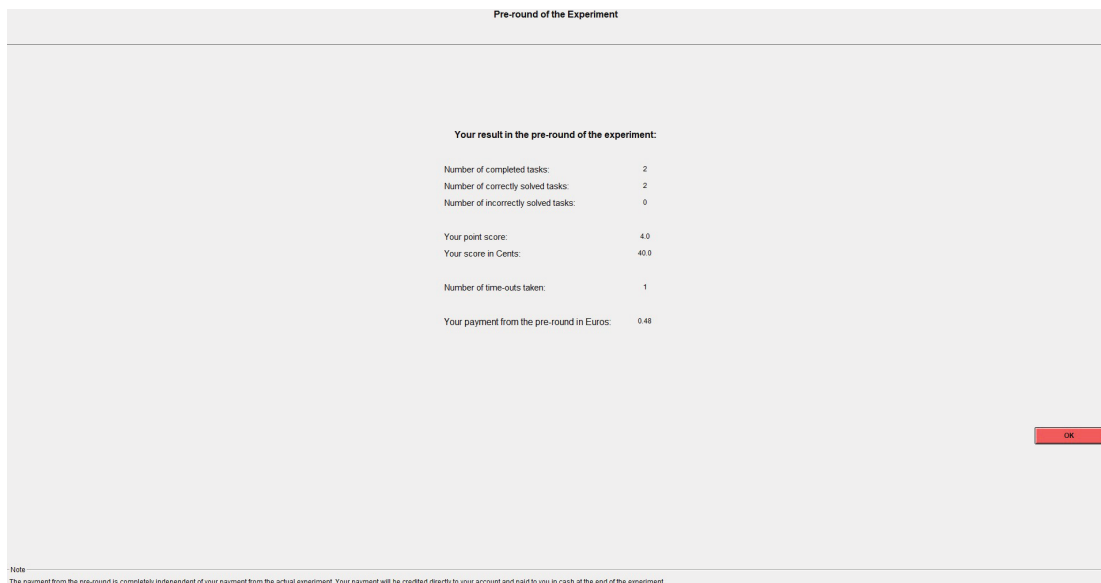 Pre-round of the Experiment
Your result in the pre-round of the experiment:
Number of completed tasks: 2
Number of correctly solved tasks: 2
Number of incorrectly solved tasks: 0
Your point score: 4.0
Your score in Cents: 40.0
Number of time-outs taken: 1
Your payment from the pre-round in Euros: 0.48
OK
Note
The payment from the pre-round is completely independent of your payment from the actual experiment. Your payment will be credited directly to your account and paid to you in cash at the end of the experiment.